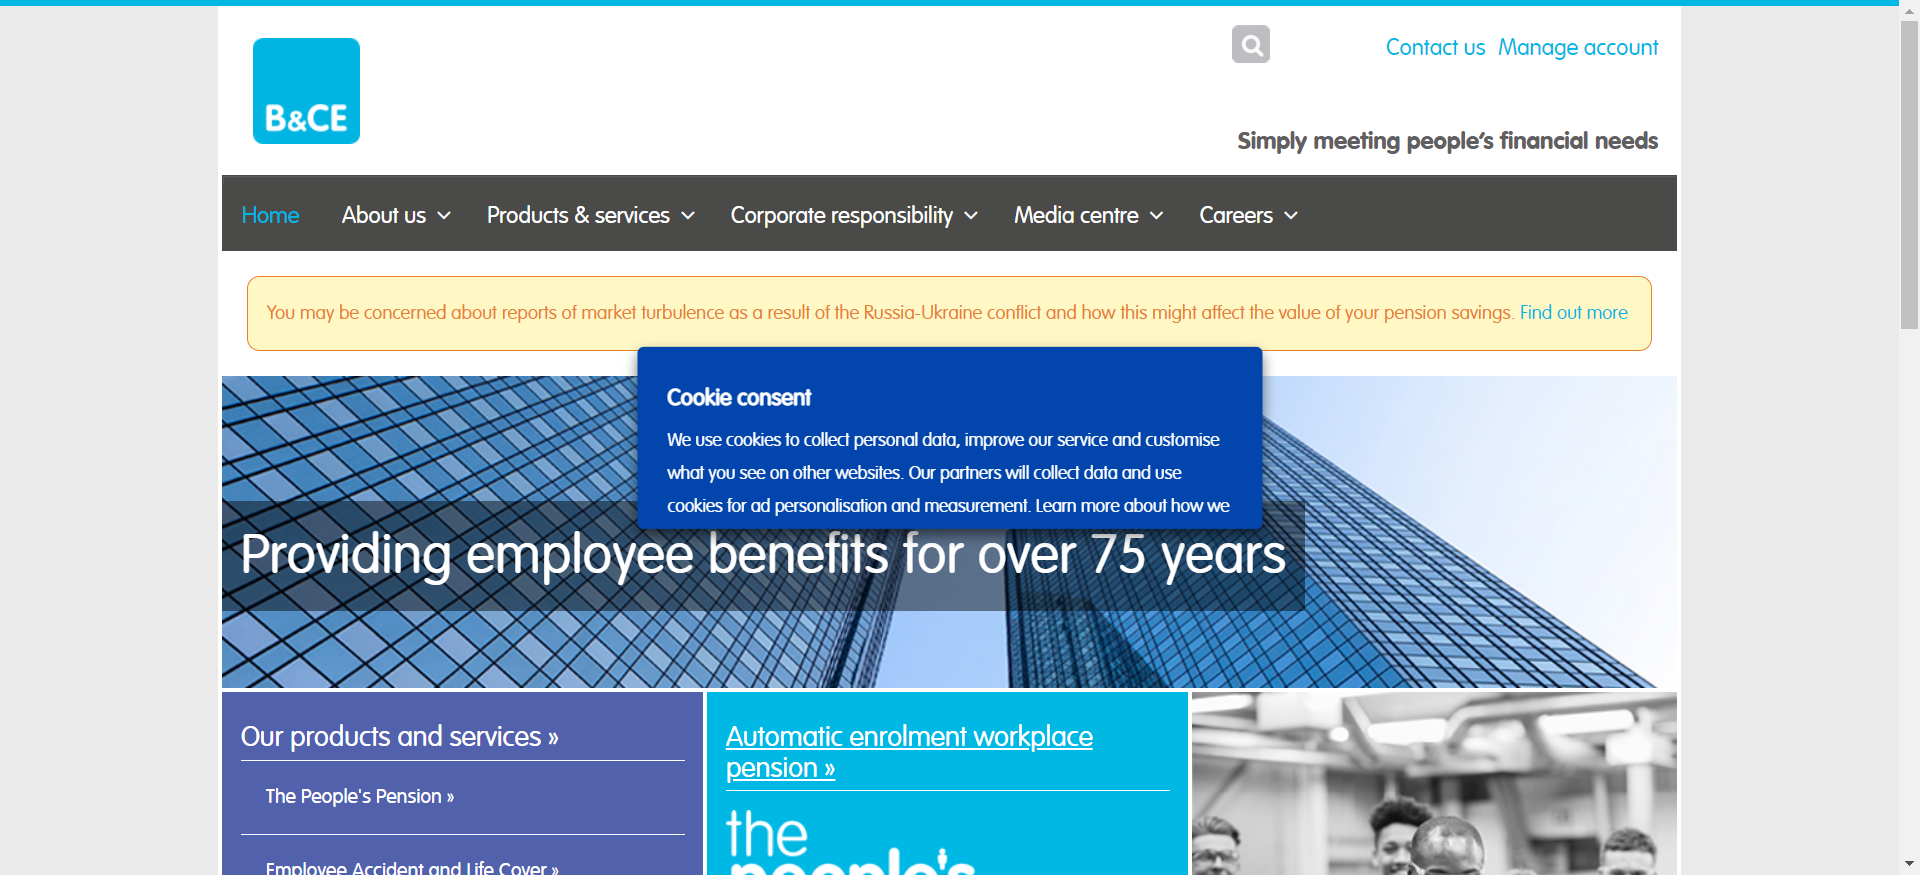 B&CE
Contact us Manage account
Simply meeting people's financial needs
Home About us Products & services Corporate responsibility Media centre Careers
You may be concerned about reports of market turbulence as a result of the Russia-Ukraine conflict and how this might affect the value of your pension savings. Find out more
Cookie consent
We use cookies to collect personal data, improve our service and customise
what you see on other websites. Our partners will collect data and use
cookies for ad personalisation and measurement. Learn more about how we
Providing employee benefits for over 75 years
Our products and services »
The People's Pension »
Employee Accident and Life Cover »
Automatic enrolment workplace
pension »
the
people's